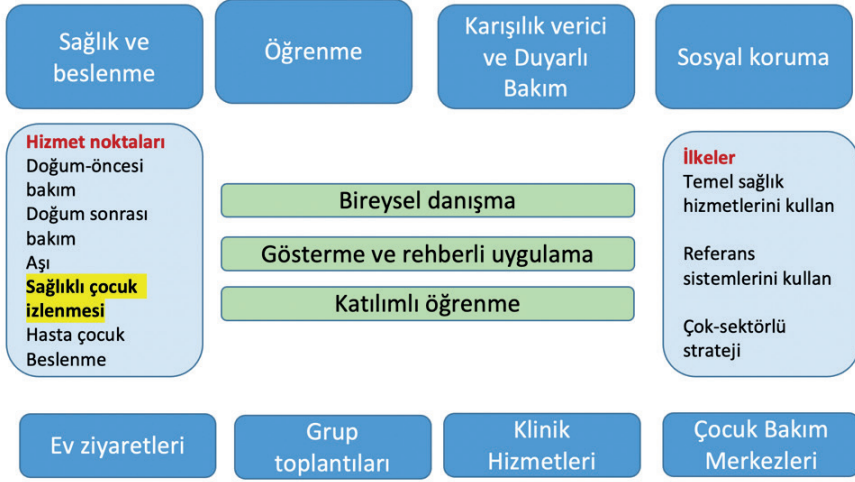 Sağlık ve
beslenme
Öğrenme
Karışılık verici
ve Duyarlı
Bakım
Sosyal koruma
Hizmet noktaları
Doğum-öncesi
bakım
Doğum sonrası
bakım
Aşı
Sağlıklı çocuk
izlenmesi
Hasta çocuk
Beslenme
Bireysel danışma
Gösterme ve rehberli uygulama
Katılımlı öğrenme
İlkeler
Temel sağlık
hizmetlerini kullan
Referans
sistemlerini kullan
Çok-sektörlü
strateji
Ev ziyaretleri
Grup
toplantıları
Klinik
Hizmetleri
Çocuk Bakım
Merkezleri